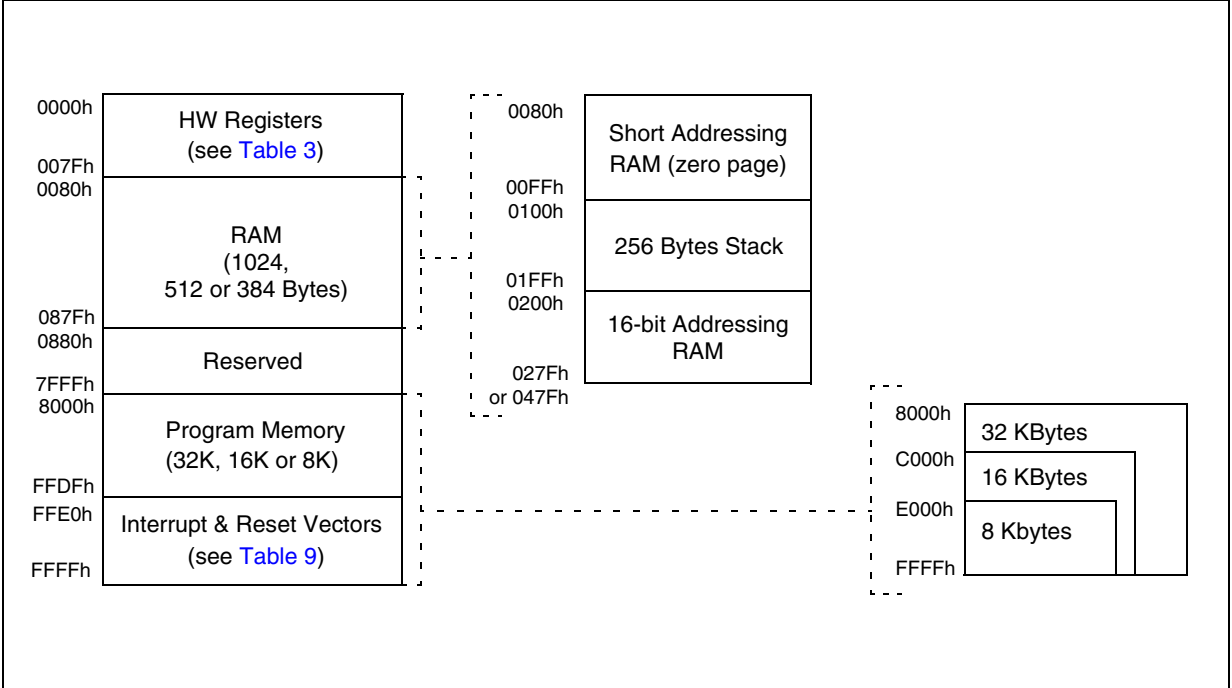 0000h
HW Registers
(see Table 3)
007Fh
0080h
RAM
(1024,
512 or 384 Bytes)
087Fh
0880h
Reserved
7FFFh
8000h
Program Memory
(32K, 16K or 8K)
FFDFh
FFE0h
Interrupt & Reset Vectors
(see Table 9)
FFFFh
0080h
Short Addressing
RAM (zero page)
00FFh
0100h
256 Bytes Stack
01FFh
0200h
16-bit Addressing
RAM
027Fh
or 047Fh
8000h
32 KBytes
C000h
16 KBytes
E000h
8 Kbytes
FFFFh